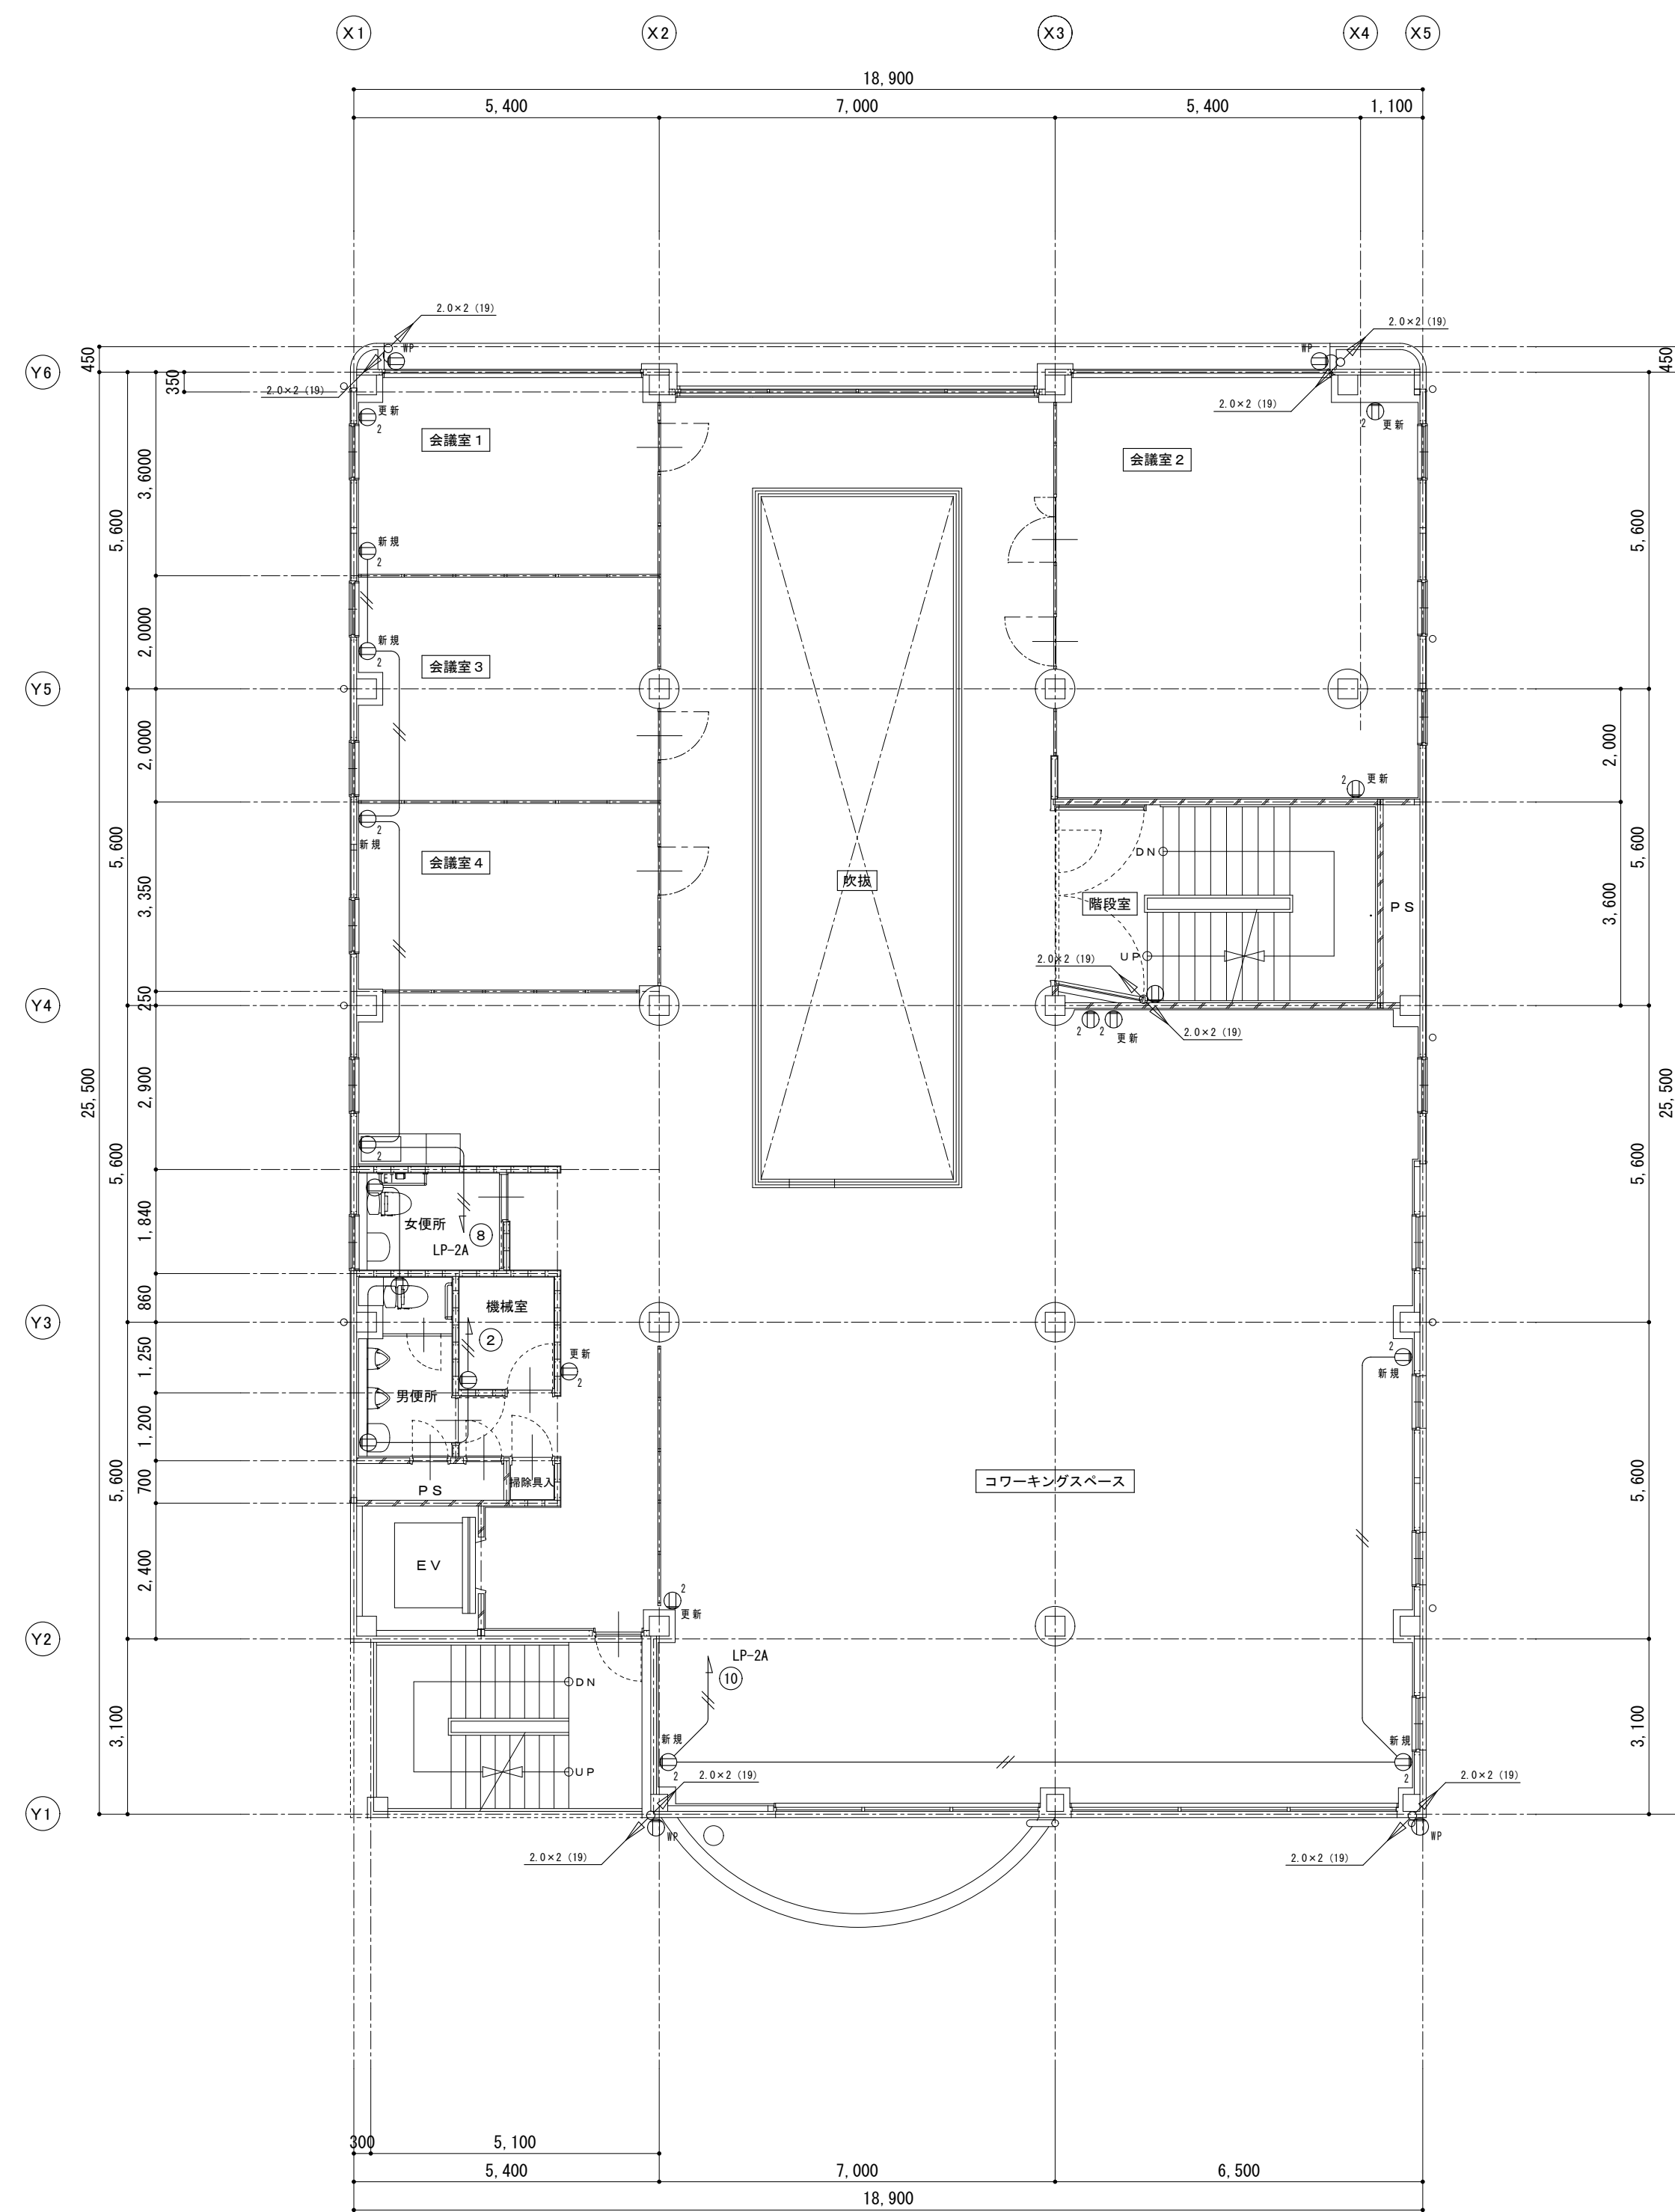 X1
X2
X3
X4
X5
18,900
5,400
7,000
5,400
1,100
2.0×2 (19)
2.0×2 (19)
WP
WP
450
450
Y6
350
2.0×2 (19)
2.0×2 (19)
更新
2
更新
2
会議室1
会議室2
3,6000
5,600
5,600
新規
2
2,0000
新規
2
会議室3
Y5
2,0000
2,000
2
更新
2
新規
5,600
5,600
会議室4
DN
3,350
吹抜
階段室
PS
3,600
UP
2.0×2 (19)
250
Y4
2
2
更新
2.0×2 (19)
25,500
2,900
25,500
2
5,600
5,600
1,840
女便所
LP-2A
8
860
機械室
Y3
2
1,250
更新
2
2
新規
男便所
1,200
5,600
700
PS
掃除具入
コワーキングスペース
5,600
EV
2,400
2
更新
Y2
LP-2A
10
DN
3,100
3,100
新規
2
新規
2
UP
2.0×2 (19)
2.0×2 (19)
Y1
WP
WP
2.0×2 (19)
2.0×2 (19)
300
5,100
5,400
7,000
6,500
18,900